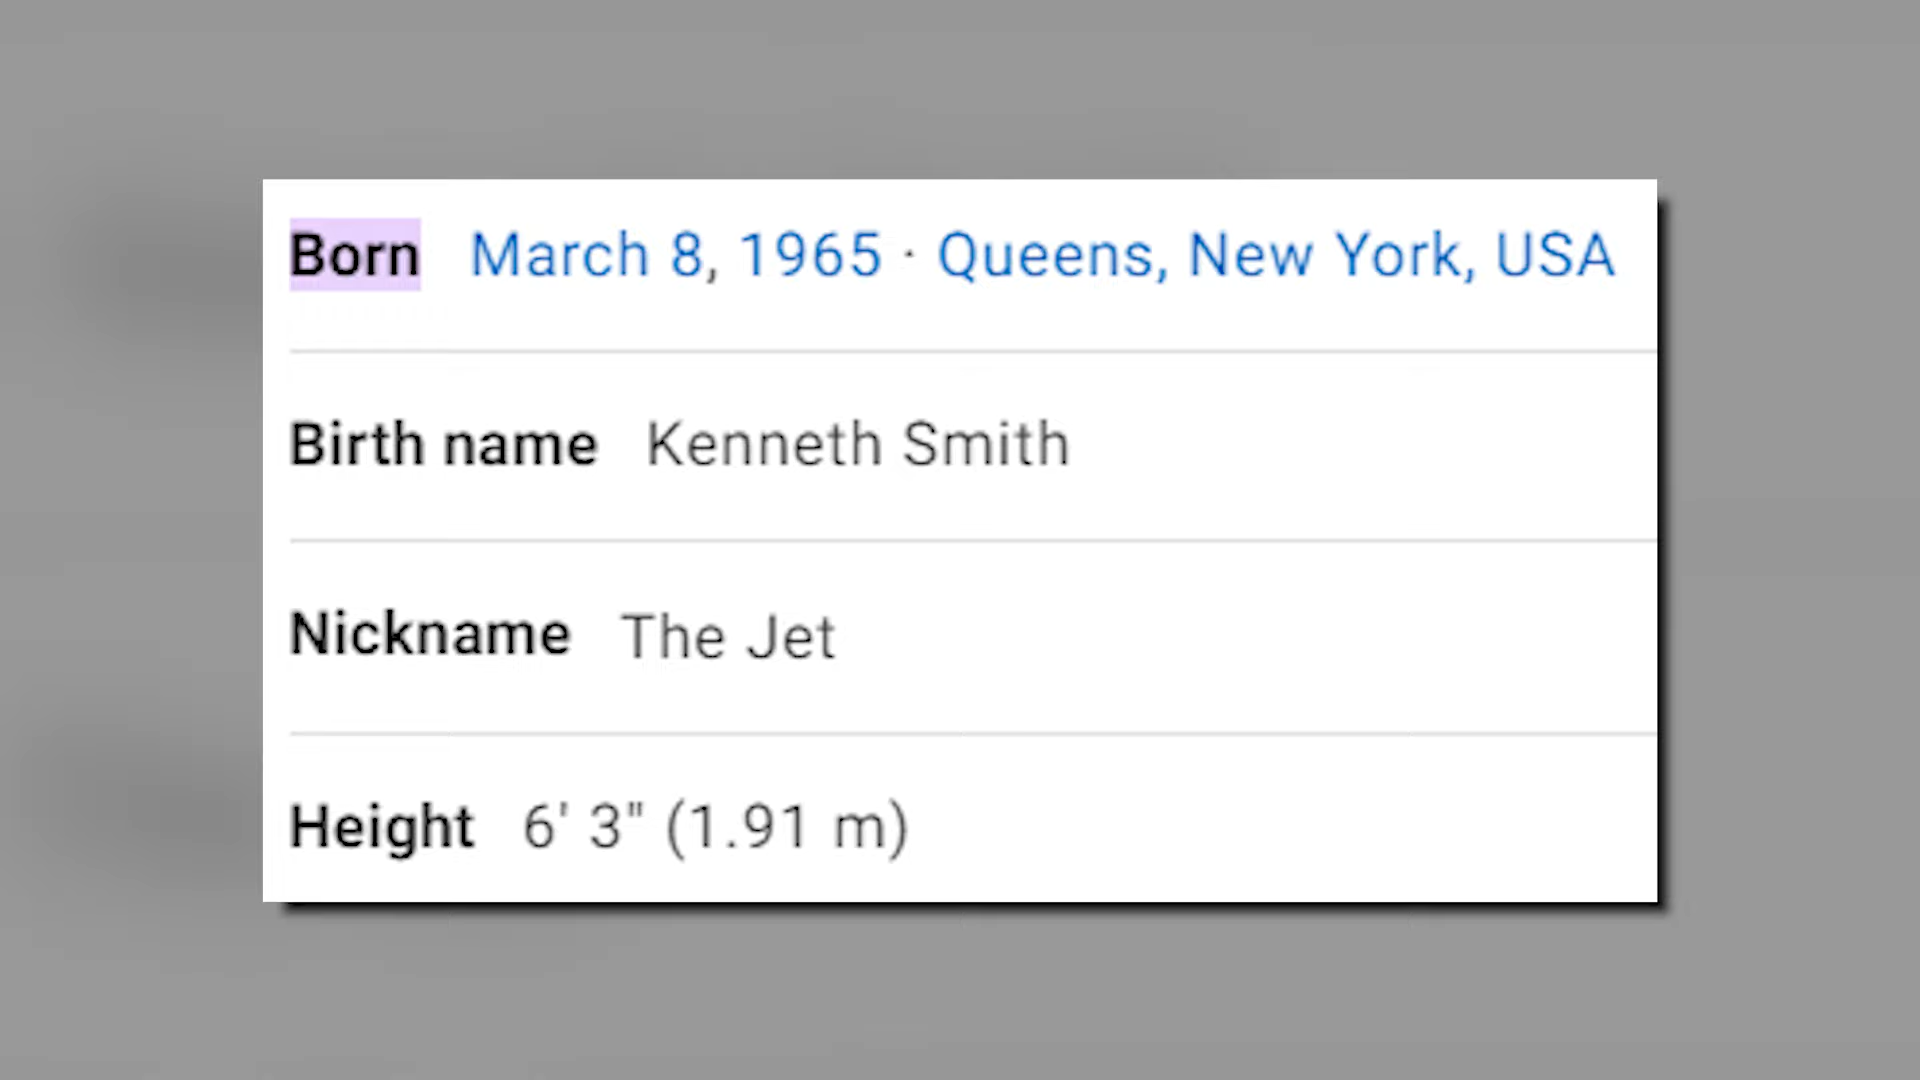 Born March 8, 1965 · Queens, New York, USA
Birth name Kenneth Smith
Nickname The Jet
Height 6' 3" (1.91 m)